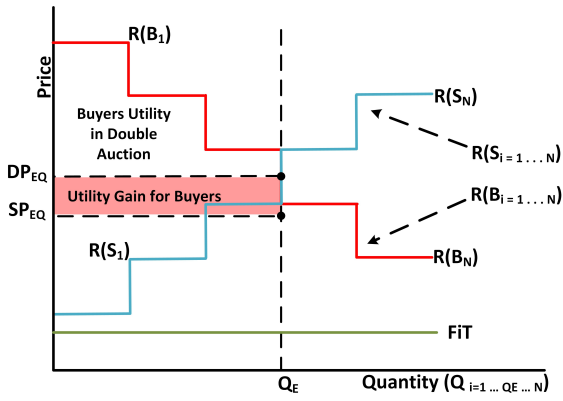 R(B1)
Price
Buyers Utility
in Double
Auction
R(SN)
R(Si = 1 . . . N)
DPEQ
Utility Gain for Buyers
R(Bi = 1 . . . N)
SPEQ
R(S1)
R(BN)
FiT
QE
Quantity (Q i=1 ... QE ... N)